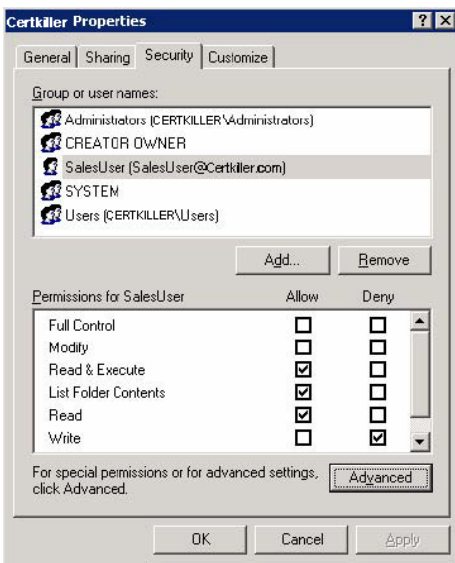 Certkiller Properties
General Sharing Security Customize
Group or user names:
Administrators (CERTKILLER\Administrators)
CREATOR OWNER
SalesUser (SalesUser@Certkiller.com)
SYSTEM
Users (CERTKILLER\Users)
Add... Remove
Permissions for SalesUser Allow Deny
Full Control
Modify
Read & Execute
List Folder Contents
Read
Write
For special permissions or for advanced settings, click Advanced. Advanced
OK Cancel Apply